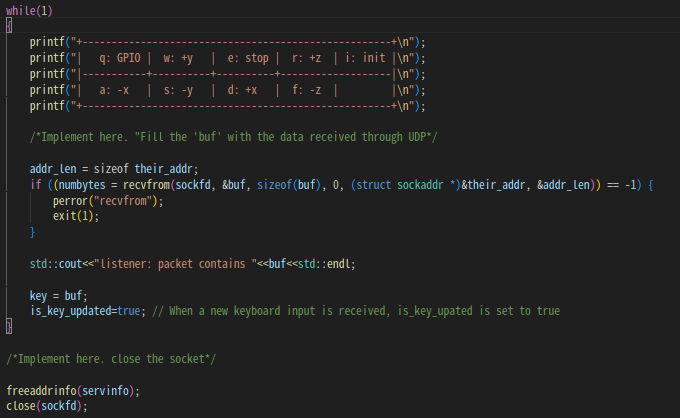 while(1)
{
    printf("+-----------------------------------------------------+\n");
    printf("|   q: GPIO |  w: +y   |  e: stop |  r: +z  | i: init |\n");
    printf("|-----------+----------+----------+-------------------|\n");
    printf("|   a: -x   |  s: -y   |  d: +x   |  f: -z  |         |\n");
    printf("+-----------------------------------------------------+\n");
    /*Implement here. "Fill the 'buf' with the data received through UDP*/
    addr_len = sizeof their_addr;
    if ((numbytes = recvfrom(sockfd, &buf, sizeof(buf), 0, (struct sockaddr *)&their_addr, &addr_len)) == -1) {
        perror("recvfrom");
        exit(1);
    }
    std::cout<<"listener: packet contains "<<buf<<std::endl;
    key = buf;
    is_key_updated=true; // When a new keyboard input is received, is_key_upated is set to true
}
/*Implement here. close the socket*/
freeaddrinfo(servinfo);
close(sockfd);